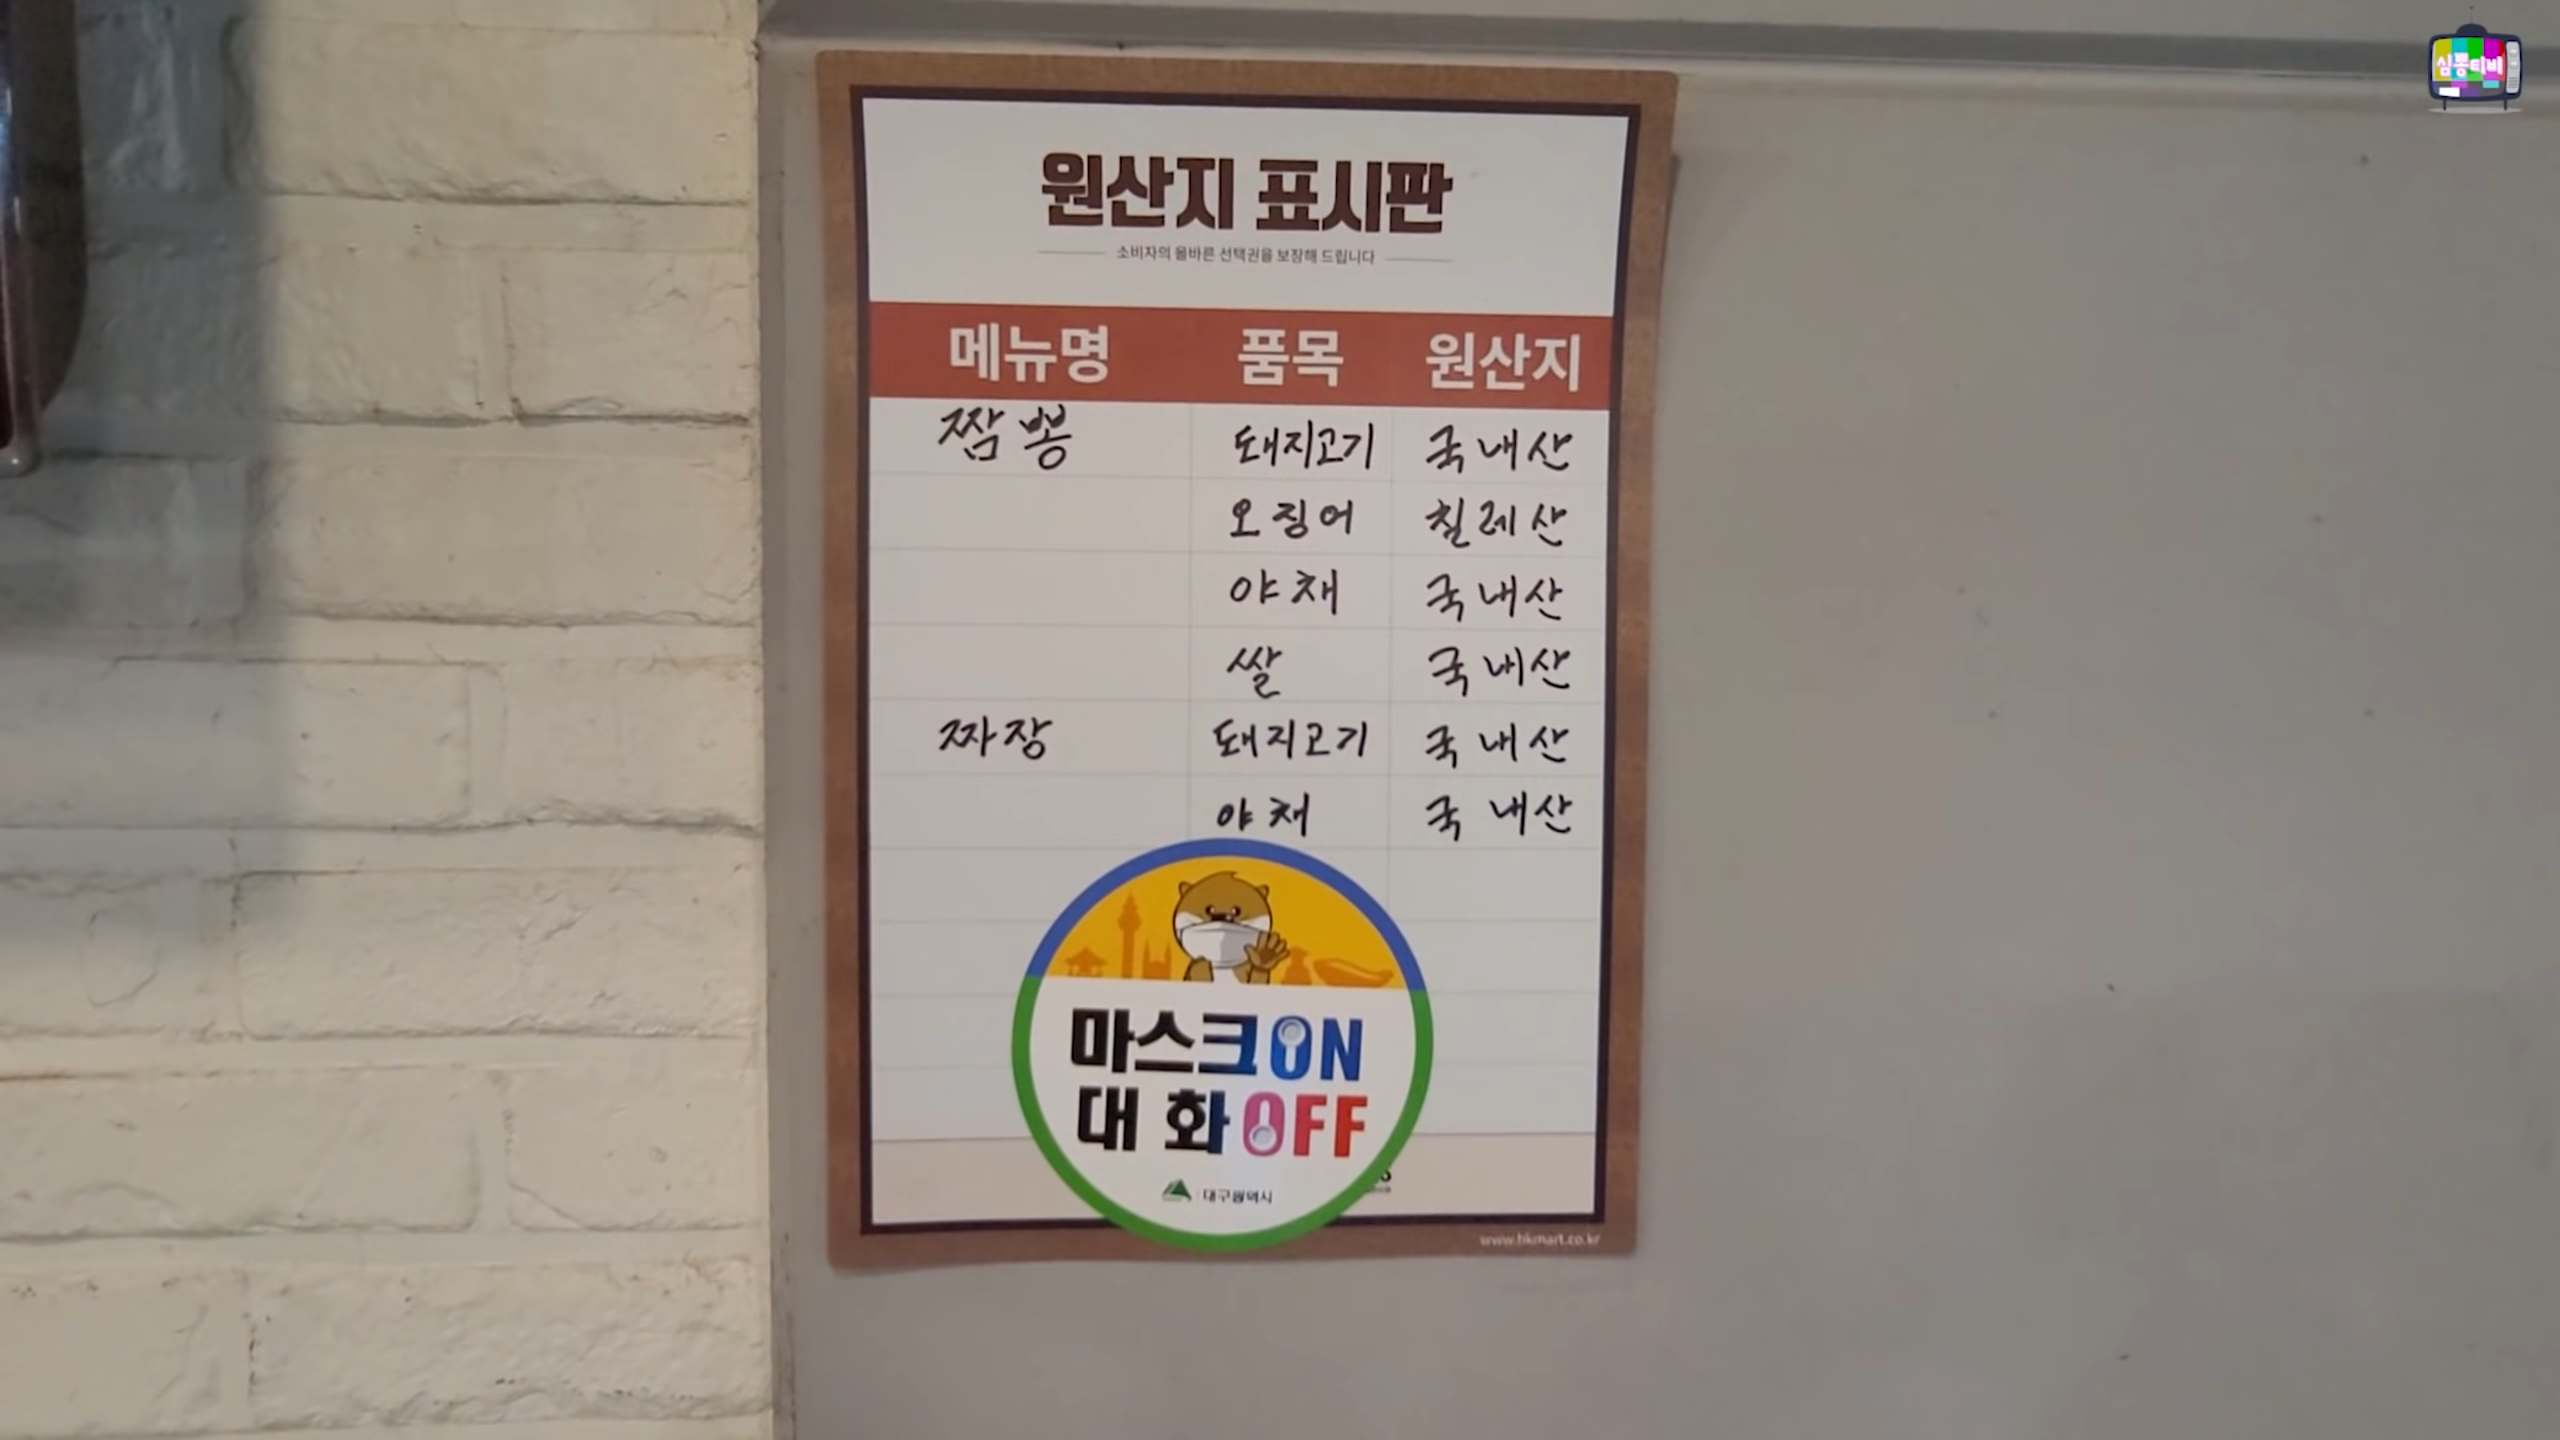 심뽕티비
원산지 표시판
소비자의 올바른 선택권을 보장해 드립니다
메뉴명 품목 원산지
짬뽕 돼지고기 국내산
오징어 칠레산
야채 국내산
쌀 국내산
짜장 돼지고기 국내산
야채 국내산
마스크ON
대화OFF
대구광역시
www.hkmart.co.kr